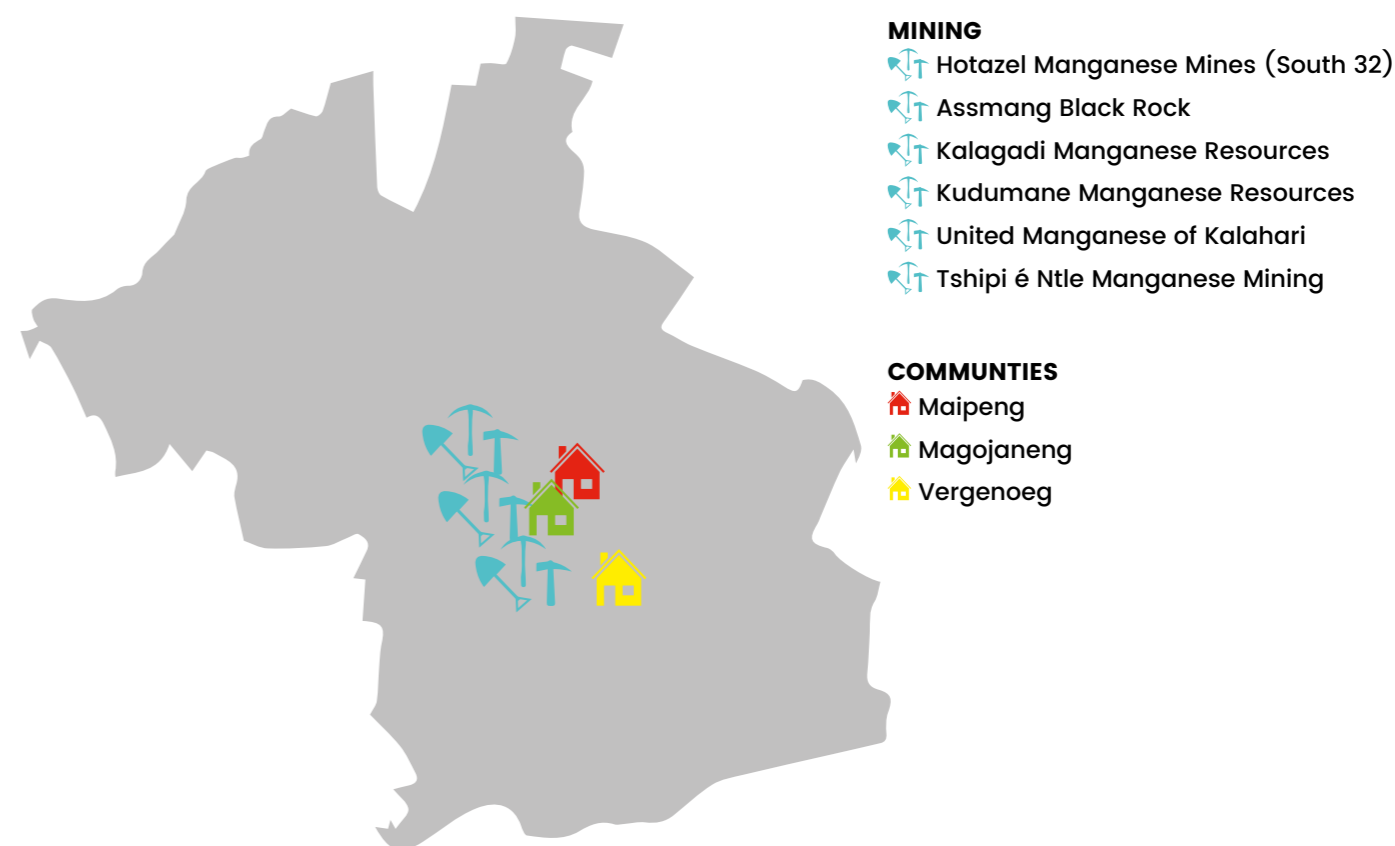 MINING
Hotazel Manganese Mines (South 32)
Assmang Black Rock
Kalagadi Manganese Resources
Kudumane Manganese Resources
United Manganese of Kalahari
Tshipi é Ntle Manganese Mining
COMMUNTIES
Maipeng
Magojaneng
Vergenoeg